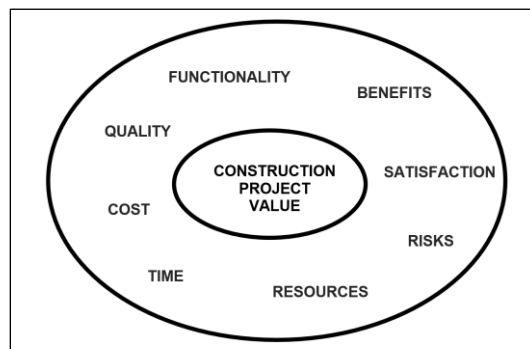 FUNCTIONALITY
BENEFITS
QUALITY
CONSTRUCTION
PROJECT
VALUE
SATISFACTION
COST
RISKS
TIME
RESOURCES